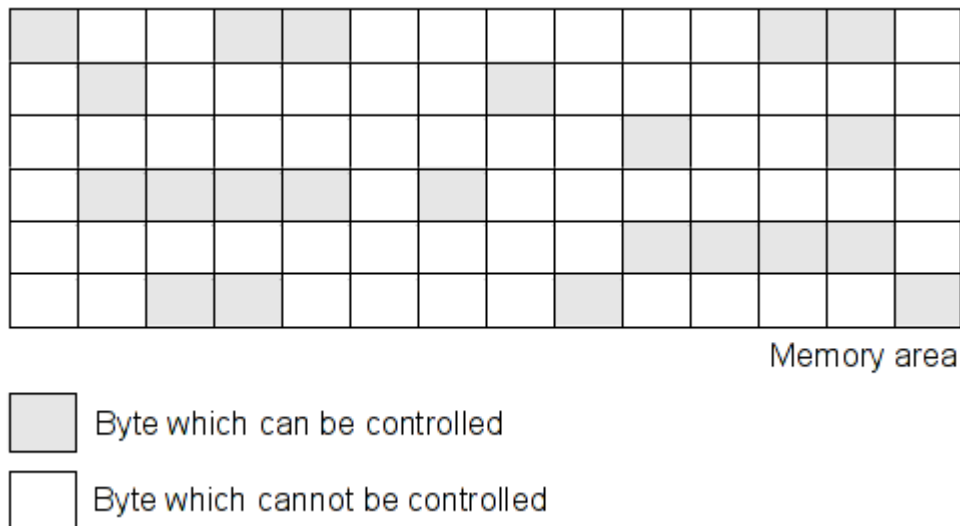 Memory area
Byte which can be controlled
Byte which cannot be controlled